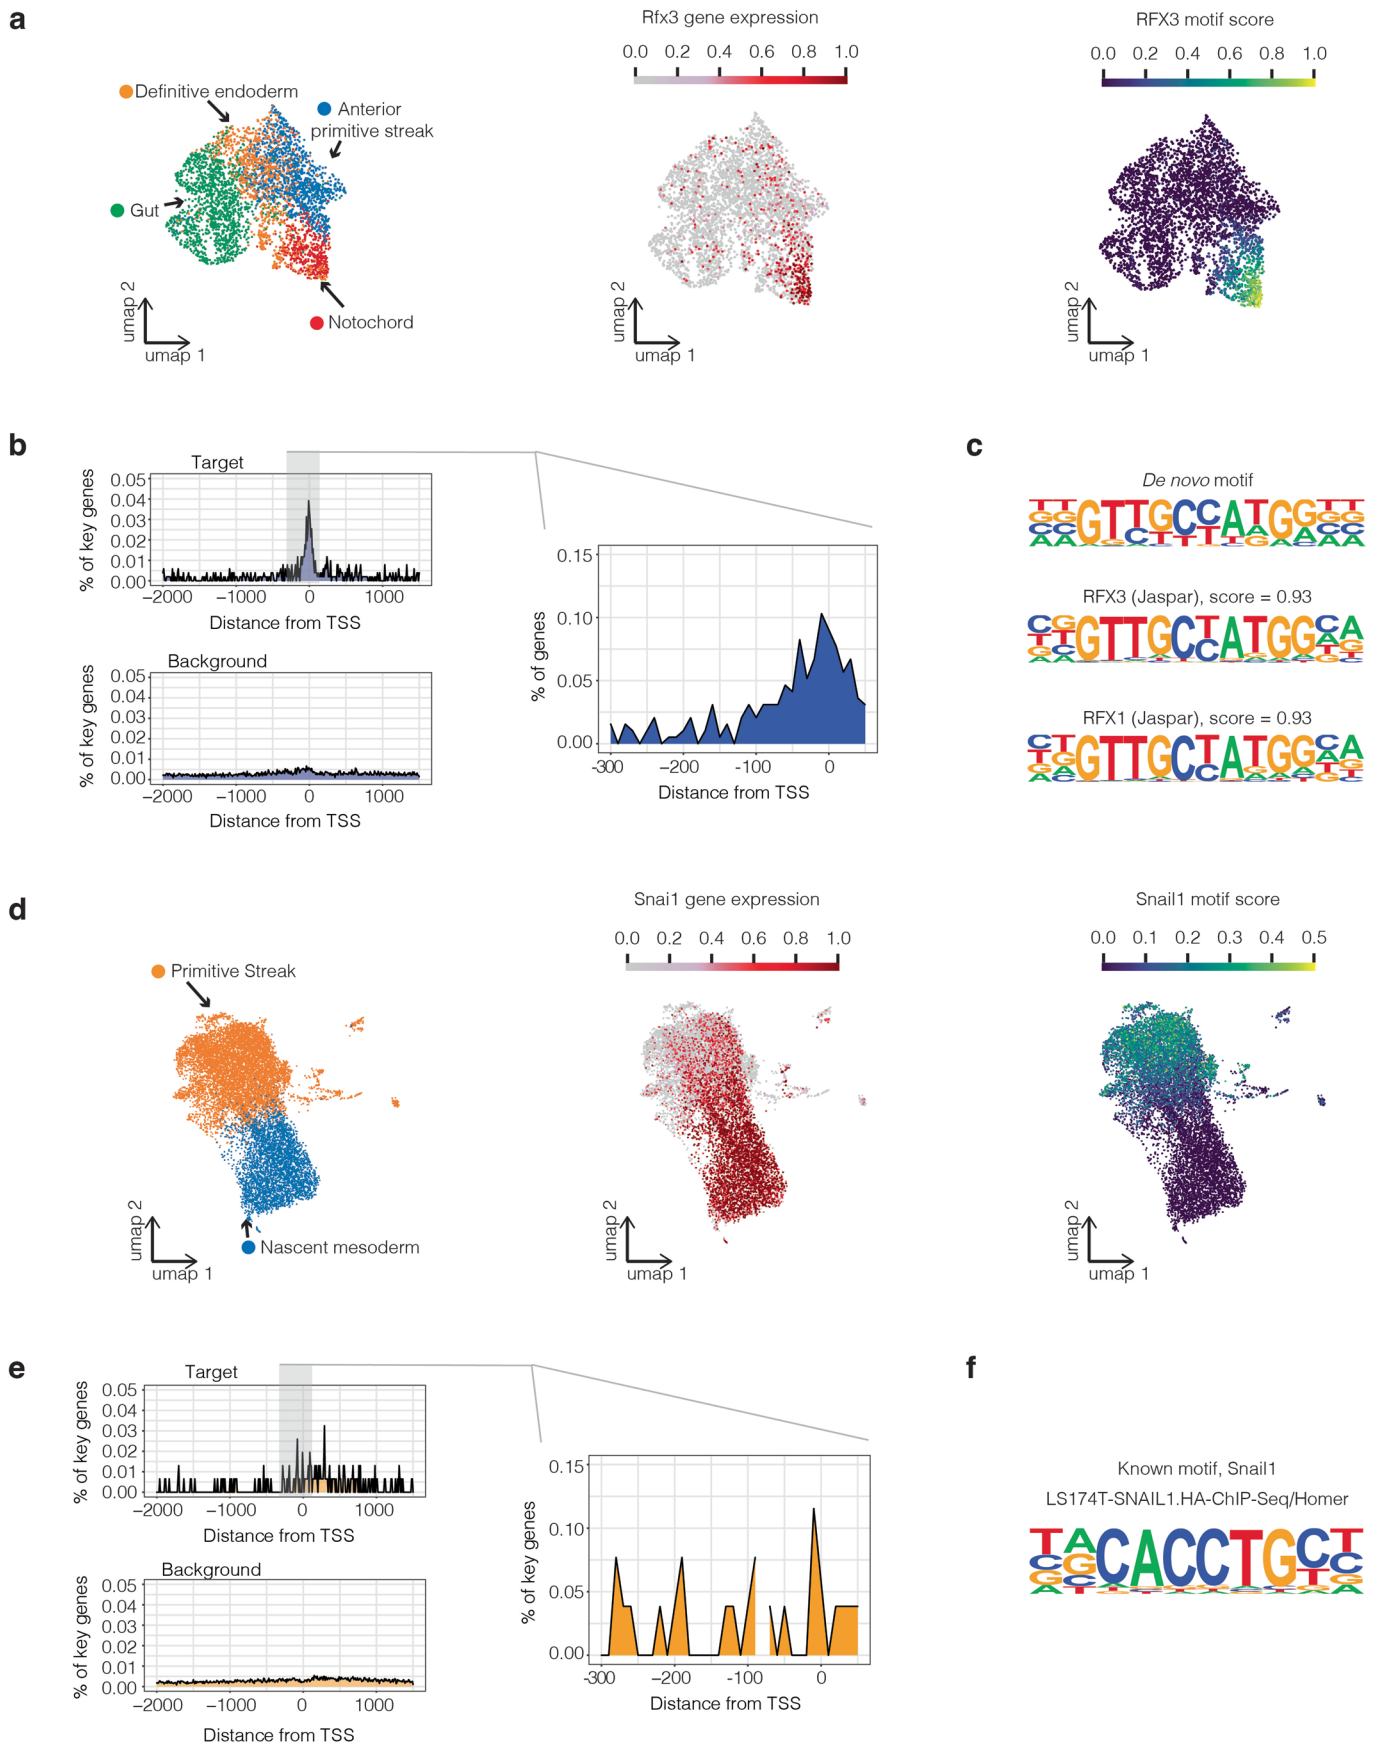 a
Definitive endoderm
Anterior
primitive streak
Gut
Notochord
umap 2
umap 1
Rfx3 gene expression
0.0 0.2 0.4 0.6 0.8 1.0
umap 2
umap 1
RFX3 motif score
0.0 0.2 0.4 0.6 0.8 1.0
umap 2
umap 1
b
Target
% of key genes
0.05
0.04
0.03
0.02
0.01
0.00
−2000 −1000 0 1000
Distance from TSS
Background
% of key genes
0.05
0.04
0.03
0.02
0.01
0.00
−2000 −1000 0 1000
Distance from TSS
% of genes
0.15
0.10
0.05
0.00
-300 −200 -100 0
Distance from TSS
c
De novo motif
RFX3 (Jaspar), score = 0.93
RFX1 (Jaspar), score = 0.93
d
Primitive Streak
Nascent mesoderm
umap 2
umap 1
Snai1 gene expression
0.0 0.2 0.4 0.6 0.8 1.0
umap 2
umap 1
Snail1 motif score
0.0 0.1 0.2 0.3 0.4 0.5
umap 2
umap 1
e
Target
% of key genes
0.05
0.04
0.03
0.02
0.01
0.00
−2000 −1000 0 1000
Distance from TSS
Background
% of key genes
0.05
0.04
0.03
0.02
0.01
0.00
−2000 −1000 0 1000
Distance from TSS
% of key genes
0.15
0.10
0.05
0.00
-300 −200 -100 0
Distance from TSS
f
Known motif, Snail1
LS174T-SNAIL1.HA-ChIP-Seq/Homer